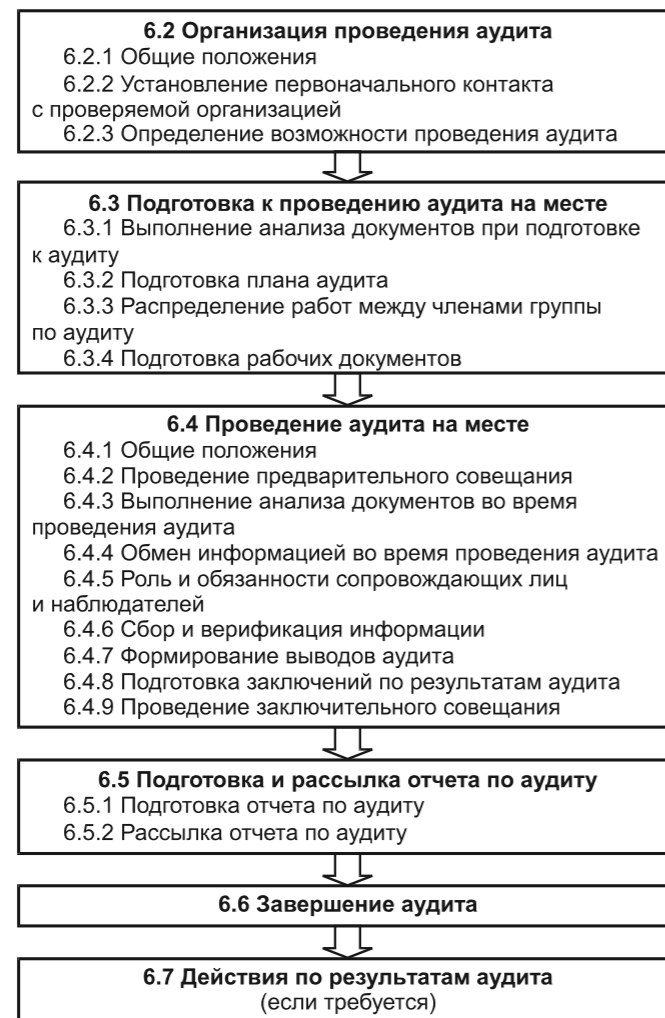 6.2 Организация проведения аудита
6.2.1 Общие положения
6.2.2 Установление первоначального контакта
с проверяемой организацией
6.2.3 Определение возможности проведения аудита
6.3 Подготовка к проведению аудита на месте
6.3.1 Выполнение анализа документов при подготовке
к аудиту
6.3.2 Подготовка плана аудита
6.3.3 Распределение работ между членами группы
по аудиту
6.3.4 Подготовка рабочих документов
6.4 Проведение аудита на месте
6.4.1 Общие положения
6.4.2 Проведение предварительного совещания
6.4.3 Выполнение анализа документов во время
проведения аудита
6.4.4 Обмен информацией во время проведения аудита
6.4.5 Роль и обязанности сопровождающих лиц
и наблюдателей
6.4.6 Сбор и верификация информации
6.4.7 Формирование выводов аудита
6.4.8 Подготовка заключений по результатам аудита
6.4.9 Проведение заключительного совещания
6.5 Подготовка и рассылка отчета по аудиту
6.5.1 Подготовка отчета по аудиту
6.5.2 Рассылка отчета по аудиту
6.6 Завершение аудита
6.7 Действия по результатам аудита
(если требуется)